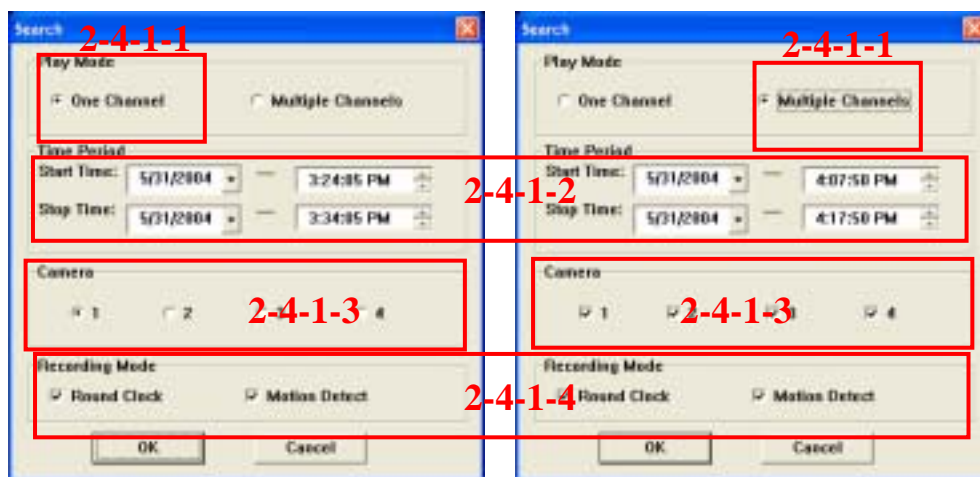 Search
2-4-1-1
Play Mode
One Channel
Multiple Channels
Time Period
Start Time: 5/31/2004 — 3:24:05 PM
Stop Time: 5/31/2004 — 3:34:05 PM
Camera
1 2 4
Recording Mode
Round Clock Motion Detect
OK Cancel
2-4-1-2
2-4-1-3
2-4-1-4
Search
2-4-1-1
Play Mode
One Channel
Multiple Channels
Time Period
Start Time: 5/31/2004 — 4:07:50 PM
Stop Time: 5/31/2004 — 4:17:50 PM
Camera
1 2 3 4
2-4-1-3
Recording Mode
Round Clock Motion Detect
OK Cancel